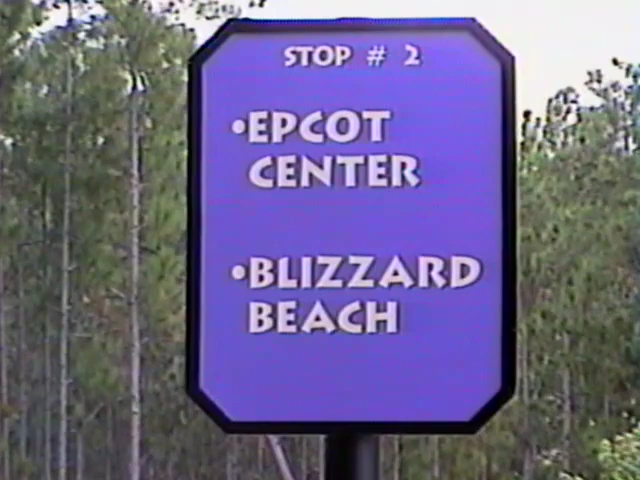 STOP # 2
•EPCOT
CENTER
•BLIZZARD
BEACH